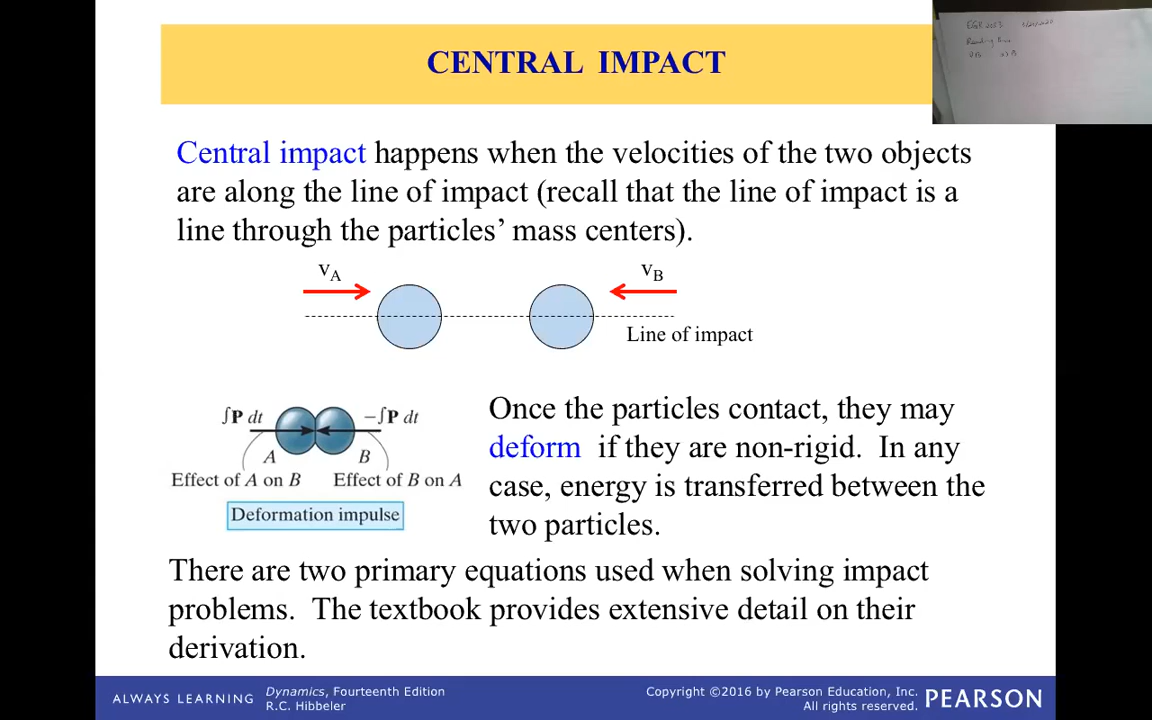 CENTRAL IMPACT
Central impact happens when the velocities of the two objects
are along the line of impact (recall that the line of impact is a
line through the particles’ mass centers).
vA vB
Line of impact
∫P dt −∫P dt
A B
Effect of A on B Effect of B on A
Deformation impulse
Once the particles contact, they may
deform if they are non-rigid. In any
case, energy is transferred between the
two particles.
There are two primary equations used when solving impact
problems. The textbook provides extensive detail on their
derivation.
ALWAYS LEARNING
Dynamics, Fourteenth Edition
R.C. Hibbeler
Copyright ©2016 by Pearson Education, Inc.
All rights reserved.
PEARSON